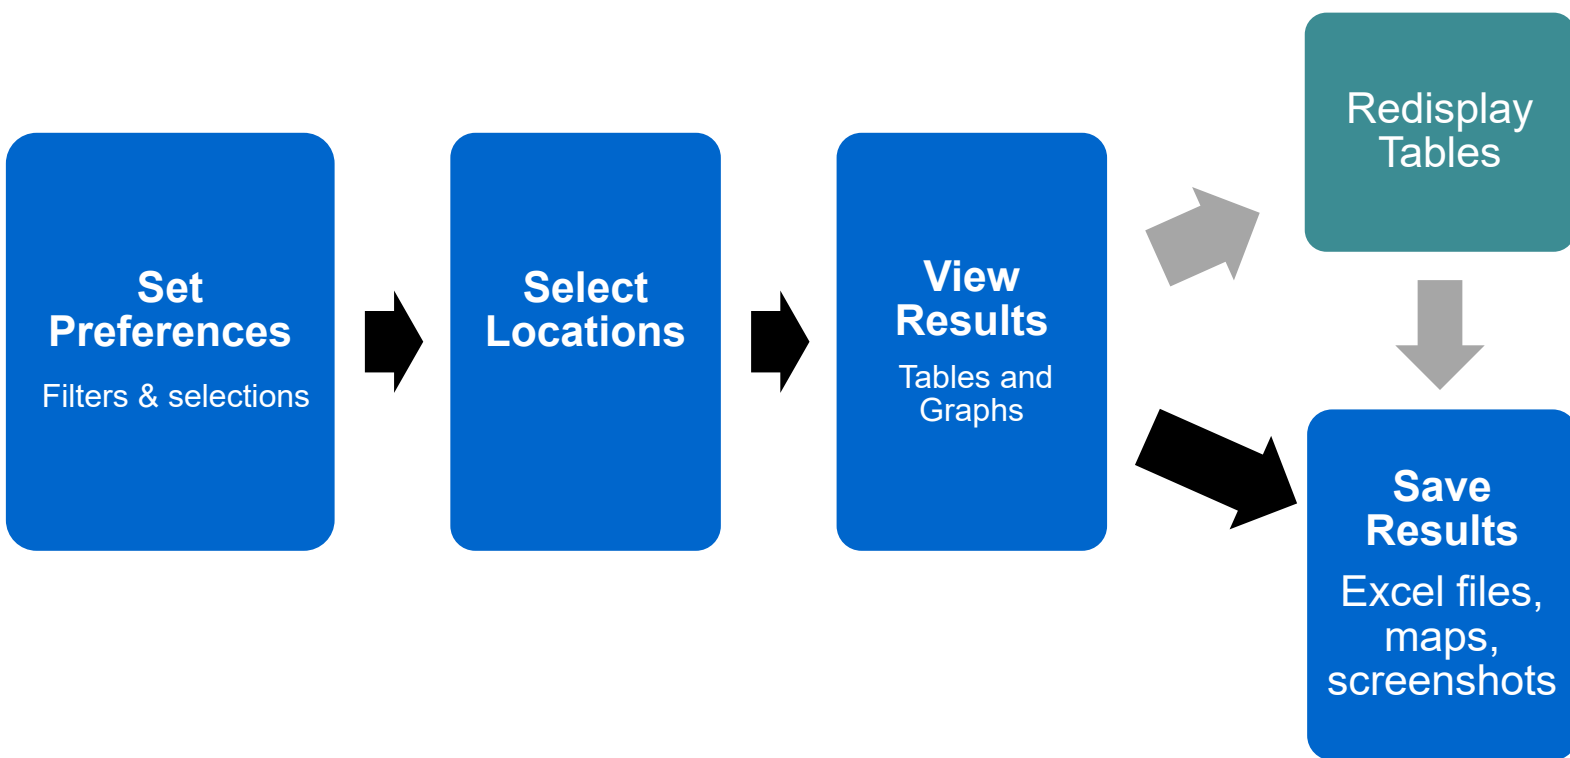 Set
Preferences
Filters & selections
Select
Locations
View
Results
Tables and
Graphs
Redisplay
Tables
Save
Results
Excel files,
maps,
screenshots